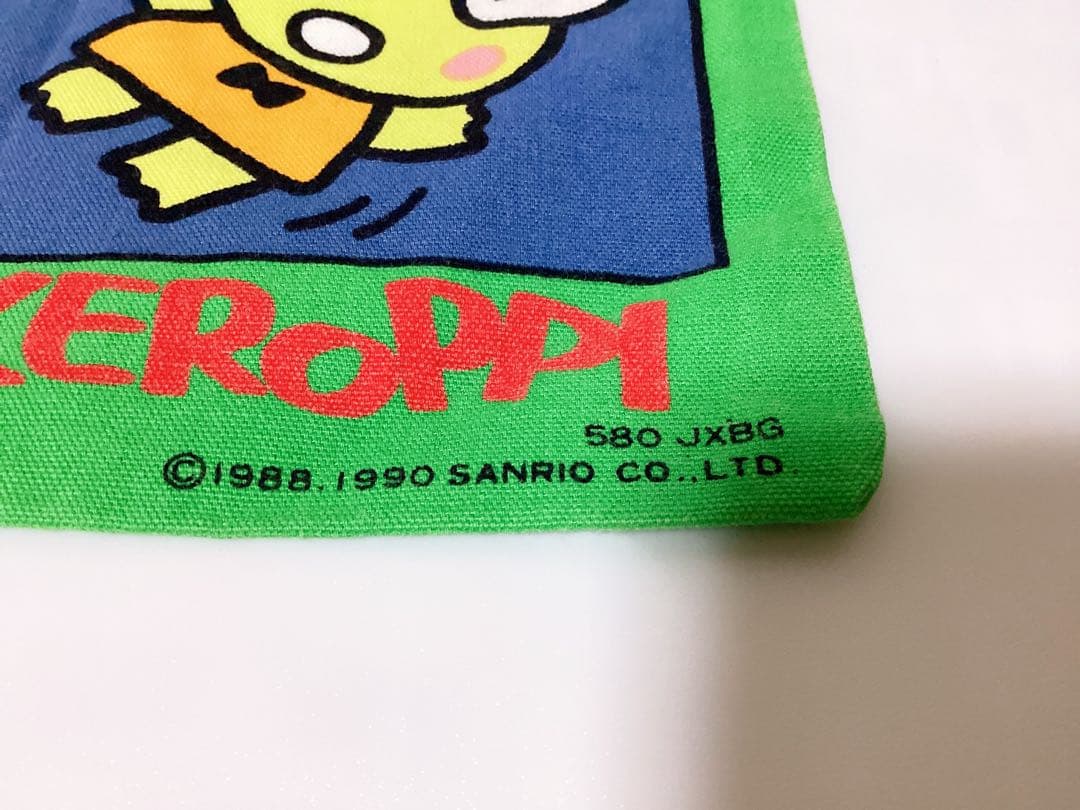 KEROPPI
580 JXBG
©1988.1990 SANRIO CO.,LTD.